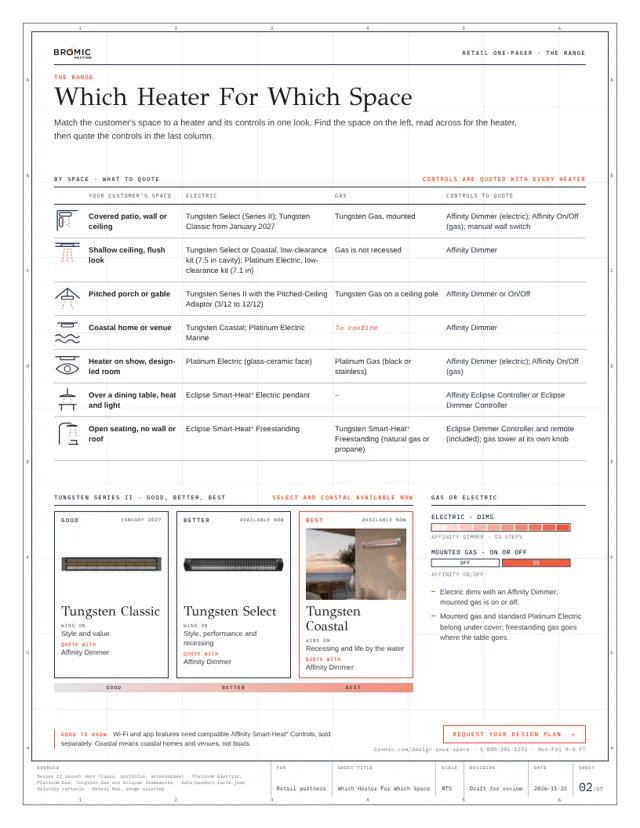 1 2 3 4 5 6
BROMIC
HEATING
RETAIL ONE-PAGER · THE RANGE
THE RANGE
Which Heater For Which Space
Match the customer's space to a heater and its controls in one look. Find the space on the left, read across for the heater,
then quote the controls in the last column.
BY SPACE · WHAT TO QUOTE
CONTROLS ARE QUOTED WITH EVERY HEATER
YOUR CUSTOMER'S SPACE ELECTRIC GAS CONTROLS TO QUOTE
Covered patio, wall or
ceiling
Tungsten Select (Series II); Tungsten
Classic from January 2027
Tungsten Gas, mounted
Affinity Dimmer (electric); Affinity On/Off
(gas); manual wall switch
Shallow ceiling, flush
look
Tungsten Select or Coastal, low-clearance
kit (7.5 in cavity); Platinum Electric, low-
clearance kit (7.1 in)
Gas is not recessed
Affinity Dimmer
Pitched porch or gable
Tungsten Series II with the Pitched-Ceiling
Adaptor (3/12 to 12/12)
Tungsten Gas on a ceiling pole
Affinity Dimmer or On/Off
Coastal home or venue
Tungsten Coastal; Platinum Electric
Marine
To confirm
Affinity Dimmer
Heater on show, design-
led room
Platinum Electric (glass-ceramic face)
Platinum Gas (black or
stainless)
Affinity Dimmer (electric); Affinity On/Off
(gas)
Over a dining table, heat
and light
Eclipse Smart-Heat® Electric pendant
–
Affinity Eclipse Controller or Eclipse
Dimmer Controller
Open seating, no wall or
roof
Eclipse Smart-Heat® Freestanding
Tungsten Smart-Heat®
Freestanding (natural gas or
propane)
Eclipse Dimmer Controller and remote
(included); gas tower at its own knob
TUNGSTEN SERIES II · GOOD, BETTER, BEST
SELECT AND COASTAL AVAILABLE NOW
GOOD JANUARY 2027
Tungsten Classic
WINS ON
Style and value
QUOTE WITH
Affinity Dimmer
BETTER AVAILABLE NOW
Tungsten Select
WINS ON
Style, performance and
recessing
QUOTE WITH
Affinity Dimmer
BEST AVAILABLE NOW
Tungsten
Coastal
WINS ON
Recessing and life by the water
QUOTE WITH
Affinity Dimmer
GOOD BETTER BEST
GAS OR ELECTRIC
ELECTRIC · DIMS
AFFINITY DIMMER · IN STEPS
MOUNTED GAS · ON OR OFF
OFF ON
AFFINITY ON/OFF
– Electric dims with an Affinity Dimmer;
mounted gas is on or off.
– Mounted gas and standard Platinum Electric
belong under cover; freestanding gas goes
where the table goes.
GOOD TO KNOW Wi-Fi and app features need compatible Affinity Smart-Heat® Controls, sold
separately. Coastal means coastal homes and venues, not boats.
REQUEST YOUR DESIGN PLAN →
bromic.com/design-your-space · 1-800-301-1293 · Mon-Fri 9-4 PT
SOURCES
FOR
Retail partners
SHEET TITLE
Which Heater For Which Space
SCALE
NTS
REVISION
Draft for review
DATE
2026-11-22
SHEET
02/07
1 2 3 4 5 6